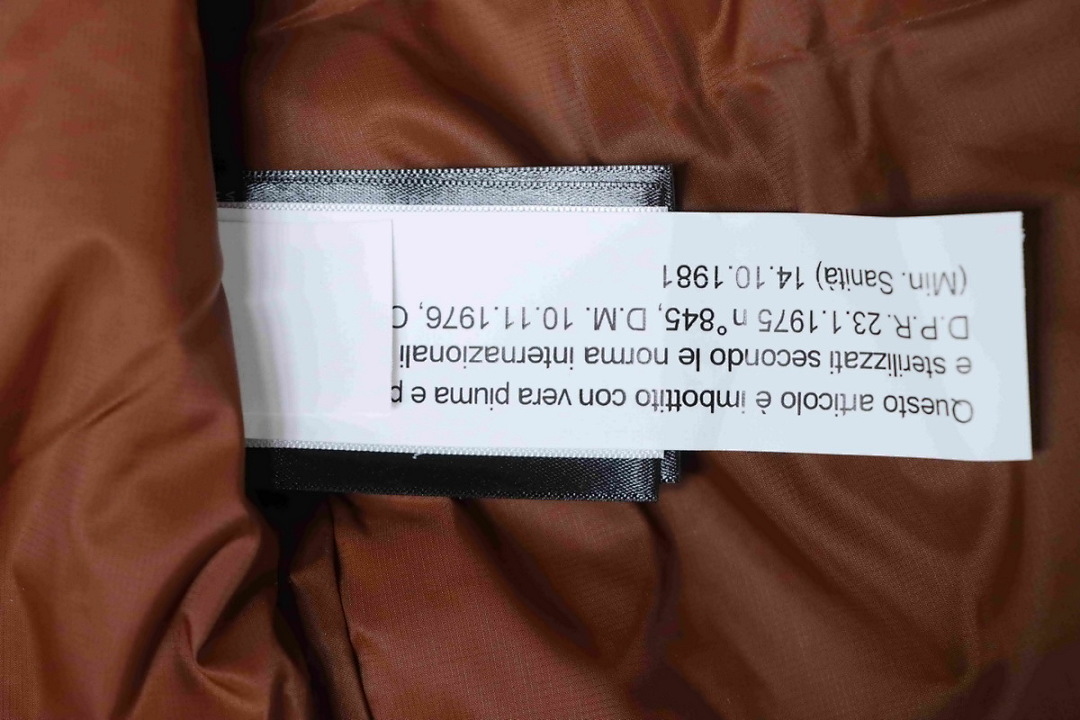 Questo articolo è imbottito con vera piuma e
e sterilizzati secondo le norma internazionali
D.P.R. 23.1.1975 n°845, D.M. 10.11.1976,
(Min. Sanità) 14.10.1981